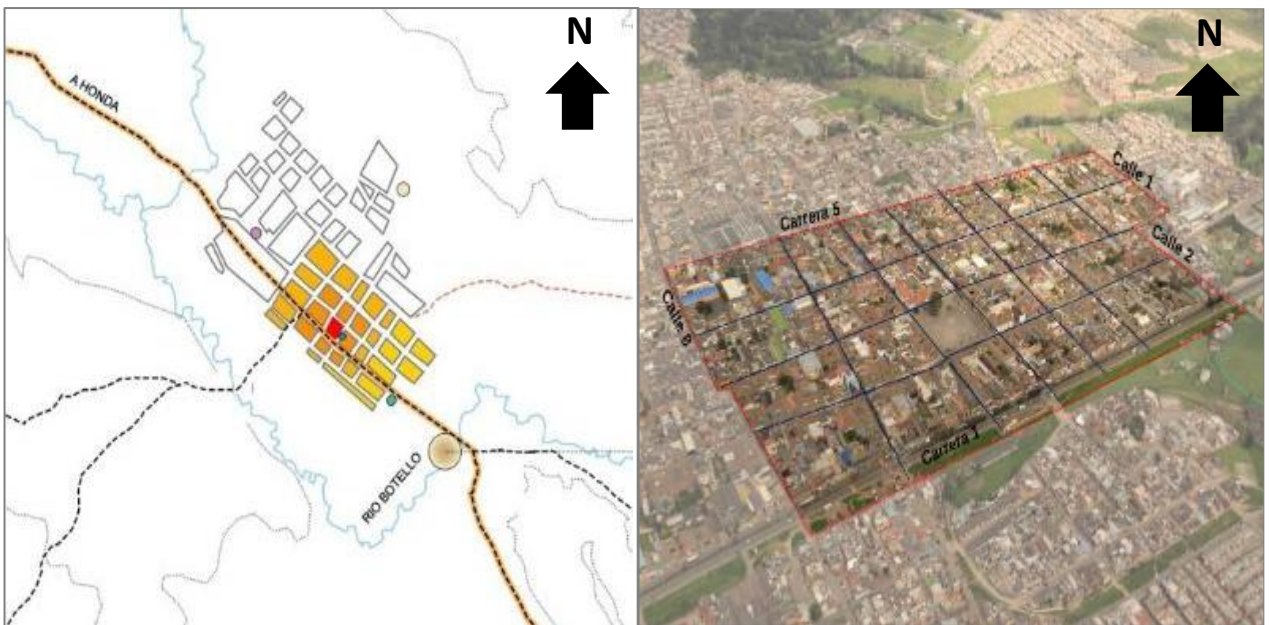 N
A HONDA
RIO BOTELLO
N
Calle 1
Carrera 5
Calle 2
Calle 8
Carrera 1